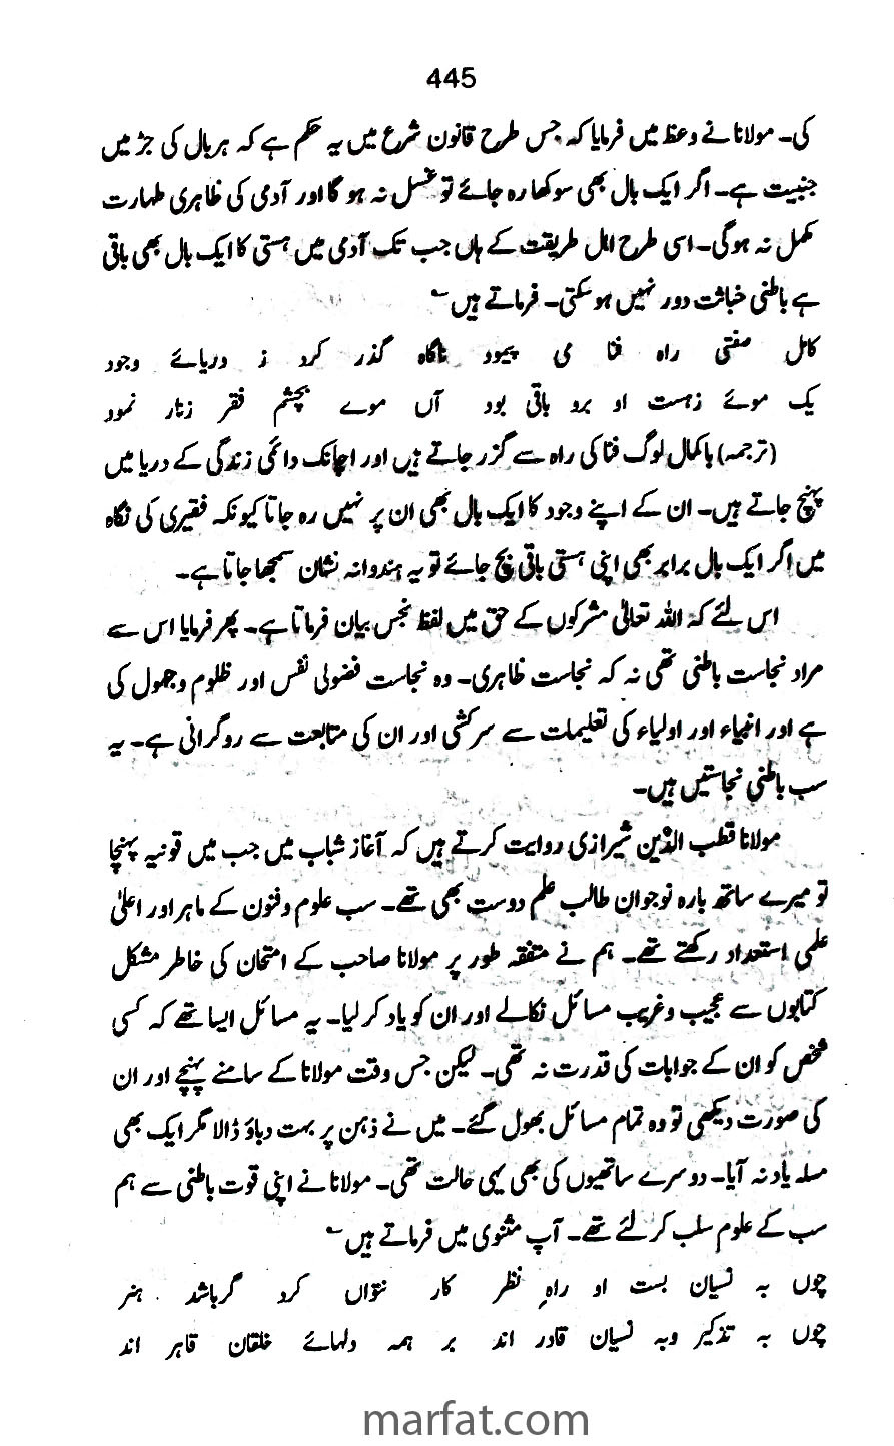 445
کی۔ مولانا نے وعظ میں فرمایا کہ جس طرح قانون شرع میں یہ حکم ہے کہ ہر بال کی جڑ میں
جنبیت ہے۔ اگر ایک بال بھی سوکھا رہ جائے تو غسل نہ ہو گا اور آدمی کی ظاہری طہارت
مکمل نہ ہوگی۔ اسی طرح اہل طریقت کے ہاں جب تک آدمی میں ہستی کا ایک بال بھی باقی
ہے باطنی خباثت دور نہیں ہو سکتی۔ فرماتے ہیں ؎
کامل صفتی راہ فنا می پیمود ناگاہ گذر کرد ز دریائے وجود
یک موئے زہست او برو باقی بود آں موے بچشم فقر زنار نمود
(ترجمہ) باکمال لوگ فنا کی راہ سے گزر جاتے ہیں اور اچانک دائمی زندگی کے دریا میں
پہنچ جاتے ہیں۔ ان کے اپنے وجود کا ایک بال بھی ان پر نہیں رہ جاتا کیونکہ فقیری کی نگاہ
میں اگر ایک بال برابر بھی اپنی ہستی باقی بچ جائے تو یہ ہندوانہ نشان سمجھا جاتا ہے۔
اس لئے کہ اللہ تعالیٰ مشرکوں کے حق میں لفظ نجس بیان فرماتا ہے۔ پھر فرمایا اس سے
مراد نجاست باطنی تھی نہ کہ نجاست ظاہری۔ وہ نجاست فضولی نفس اور ظلوم و جہول کی
ہے اور انبیاء اور اولیاء کی تعلیمات سے سرکشی اور ان کی متابعت سے روگرانی ہے۔ یہ
سب باطنی نجاستیں ہیں۔
مولانا قطب الدین شیرازی روایت کرتے ہیں کہ آغاز شباب میں جب میں قونیہ پہنچا
تو میرے ساتھ بارہ نوجوان طالب علم دوست بھی تھے۔ سب علوم و فنون کے ماہر اور اعلیٰ
علمی استعداد رکھتے تھے۔ ہم نے متفقہ طور پر مولانا صاحب کے امتحان کی خاطر مشکل
کتابوں سے عجیب و غریب مسائل نکالے اور ان کو یاد کر لیا۔ یہ مسائل ایسا تھے کہ کسی
شخص کو ان کے جوابات کی قدرت نہ تھی۔ لیکن جس وقت مولانا کے سامنے پہنچے اور ان
کی صورت دیکھی تو وہ تمام مسائل بھول گئے۔ میں نے ذہن پر بہت دباؤ ڈالا مگر ایک بھی
مسلہ یاد نہ آیا۔ دوسرے ساتھیوں کی بھی یہی حالت تھی۔ مولانا نے اپنی قوت باطنی سے ہم
سب کے علوم سلب کر لئے تھے۔ آپ مثنوی میں فرماتے ہیں ؎
چوں بہ نسیان بست او راہِ نظر کار نتواں کرد گرباشد ہنر
چوں بہ تذکیر وبہ نسیان قادر اند بر ہمہ دلہائے خلقان قاہر اند
marfat.com